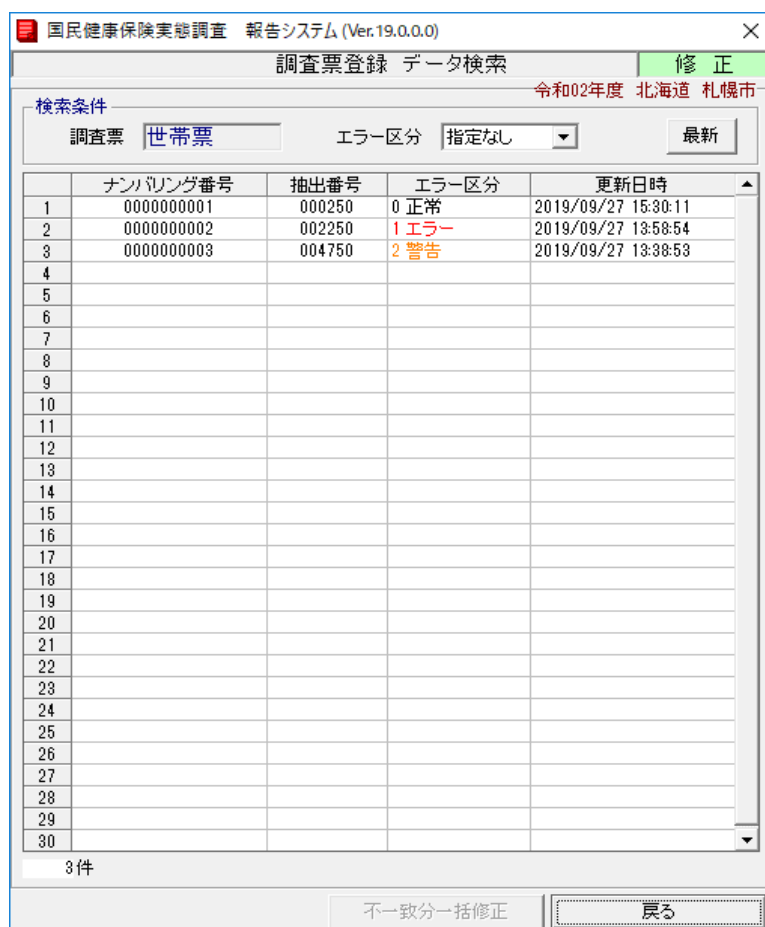 国民健康保険実態調査　報告システム (Ver.19.0.0.0)
調査票登録 データ検索 修 正
令和02年度 北海道 札幌市
検索条件
調査票 世帯票 エラー区分 指定なし 最新
ナンバリング番号 抽出番号 エラー区分 更新日時
1 0000000001 000250 0 正常 2019/09/27 15:30:11
2 0000000002 002250 1 エラー 2019/09/27 13:58:54
3 0000000003 004750 2 警告 2019/09/27 13:38:53
4
5
6
7
8
9
10
11
12
13
14
15
16
17
18
19
20
21
22
23
24
25
26
27
28
29
30
3件
不一致分一括修正 戻る